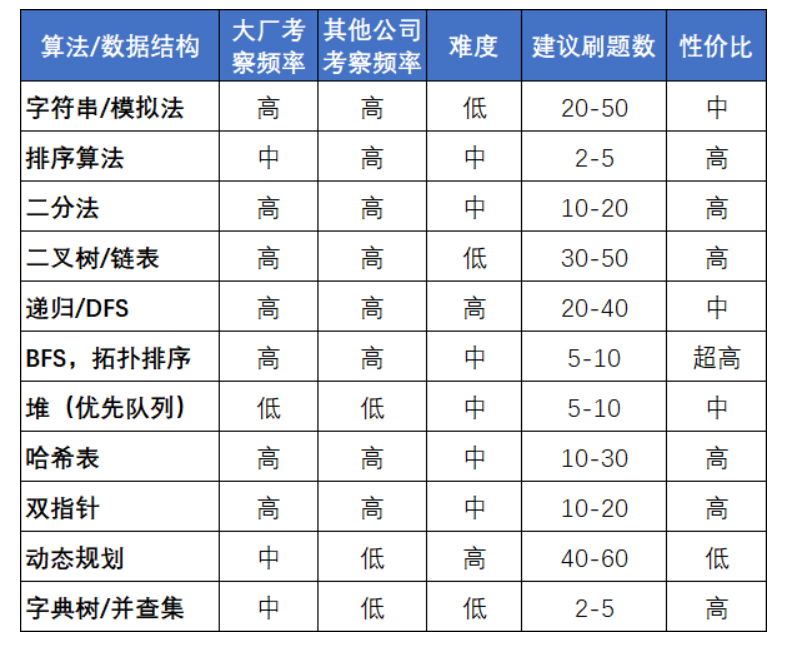 算法/数据结构 大厂考察频率 其他公司考察频率 难度 建议刷题数 性价比
字符串/模拟法 高 高 低 20-50 中
排序算法 中 高 中 2-5 高
二分法 高 高 中 10-20 高
二叉树/链表 高 高 低 30-50 高
递归/DFS 高 高 高 20-40 中
BFS，拓扑排序 高 高 中 5-10 超高
堆（优先队列） 低 低 中 5-10 中
哈希表 高 高 中 10-30 高
双指针 高 高 中 10-20 高
动态规划 中 低 高 40-60 低
字典树/并查集 中 低 低 2-5 高